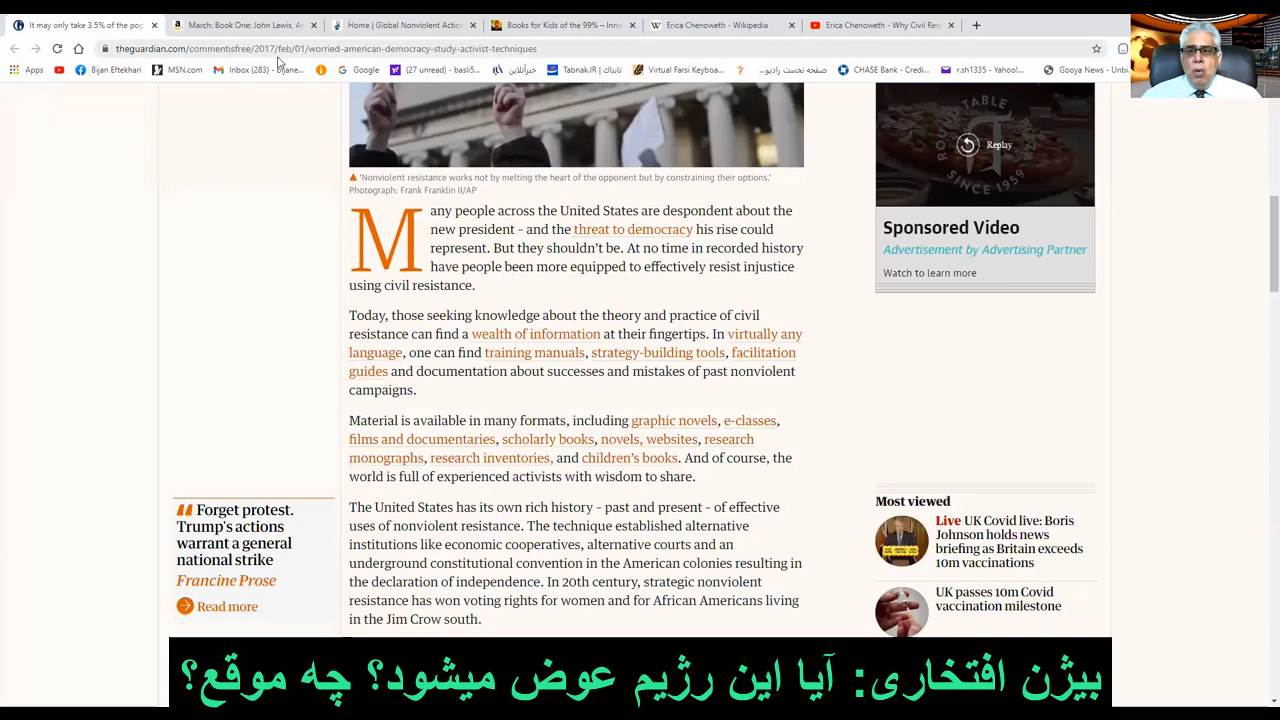 It may only take 3.5% of the pop
March: Book One: John Lewis, A
Home | Global Nonviolent Actic
Books for Kids of the 99% – Inno
Erica Chenoweth - Wikipedia
Erica Chenoweth - Why Civil Res
theguardian.com/commentisfree/2017/feb/01/worried-american-democracy-study-activist-techniques
Apps
Bijan Eftekhari
MSN.com
Inbox (283) - bijane...
Google
(27 unread) - basli5...
خبرآنلاین
تابناک | Tabnak.IR
Virtual Farsi Keyboa...
صفحه نخست رادیو...
CHASE Bank - Credi...
r.sh1335 - Yahoo!...
Gooya News - Unbi
ROUND TABLE
SINCE 1959
Replay
'Nonviolent resistance works not by melting the heart of the opponent but by constraining their options.'
Photograph: Frank Franklin II/AP
Many people across the United States are despondent about the
new president – and the threat to democracy his rise could
represent. But they shouldn't be. At no time in recorded history
have people been more equipped to effectively resist injustice
using civil resistance.
Sponsored Video
Advertisement by Advertising Partner
Watch to learn more
Today, those seeking knowledge about the theory and practice of civil
resistance can find a wealth of information at their fingertips. In virtually any
language, one can find training manuals, strategy-building tools, facilitation
guides and documentation about successes and mistakes of past nonviolent
campaigns.
Material is available in many formats, including graphic novels, e-classes,
films and documentaries, scholarly books, novels, websites, research
monographs, research inventories, and children's books. And of course, the
world is full of experienced activists with wisdom to share.
The United States has its own rich history – past and present – of effective
uses of nonviolent resistance. The technique established alternative
institutions like economic cooperatives, alternative courts and an
underground constitutional convention in the American colonies resulting in
the declaration of independence. In 20th century, strategic nonviolent
resistance has won voting rights for women and for African Americans living
in the Jim Crow south.
Forget protest.
Trump's actions
warrant a general
national strike
Francine Prose
Read more
Most viewed
Live UK Covid live: Boris
Johnson holds news
briefing as Britain exceeds
10m vaccinations
UK passes 10m Covid
vaccination milestone
بیژن افتخاری: آیا این رژیم عوض میشود؟ چه موقع؟